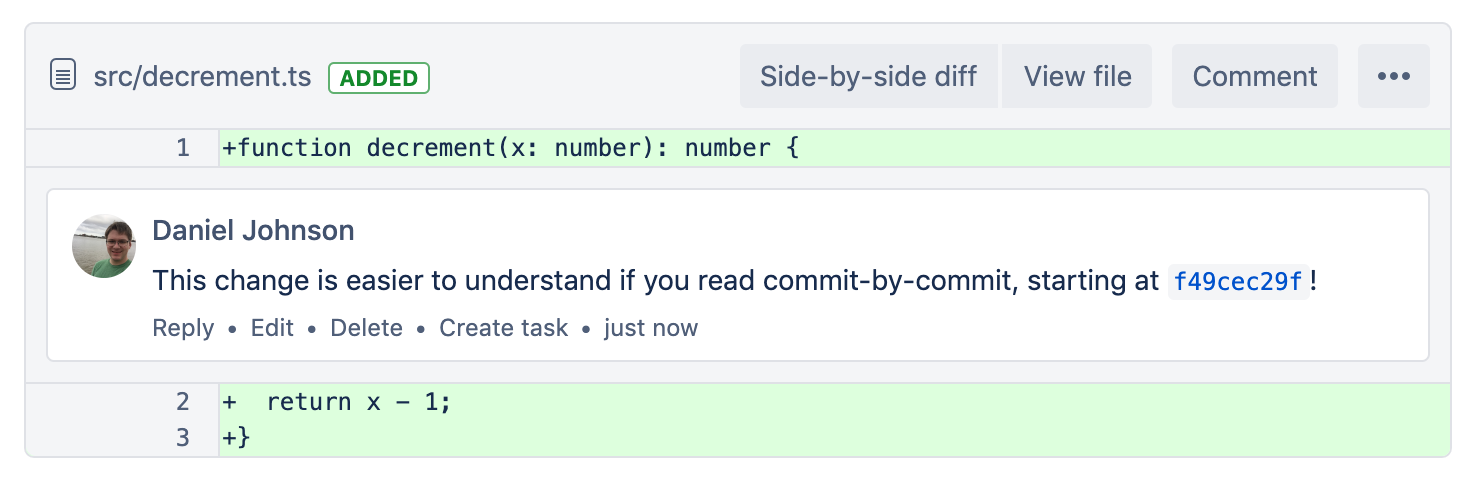 src/decrement.ts ADDED Side-by-side diff View file Comment •••
1 +function decrement(x: number): number {
Daniel Johnson
This change is easier to understand if you read commit-by-commit, starting at f49cec29f!
Reply • Edit • Delete • Create task • just now
2 +  return x - 1;
3 +}